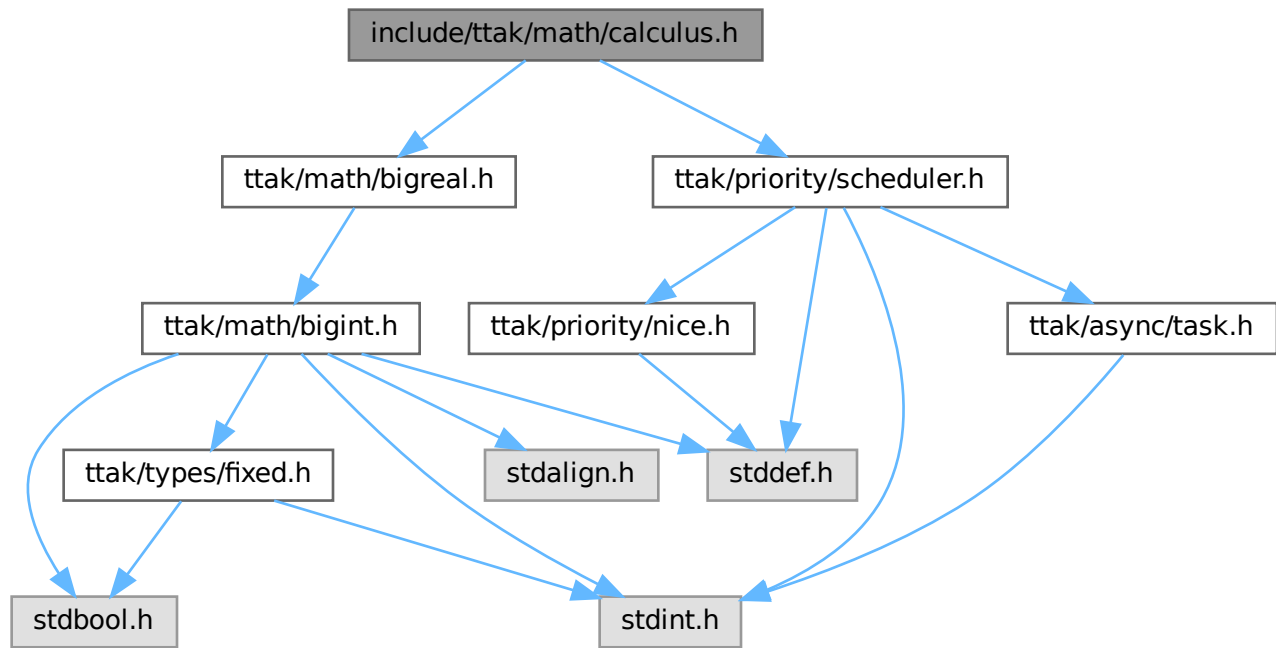 include/ttak/math/calculus.h
ttak/math/bigreal.h
ttak/priority/scheduler.h
ttak/math/bigint.h
ttak/priority/nice.h
ttak/async/task.h
ttak/types/fixed.h
stdalign.h
stddef.h
stdbool.h
stdint.h